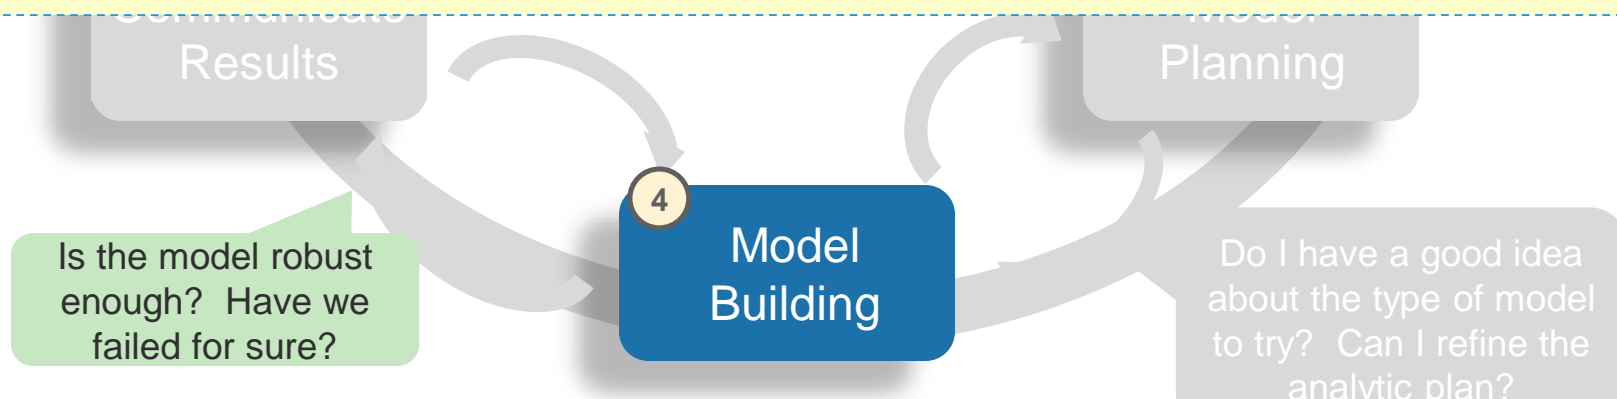 Results
Planning
4
Model
Building
Is the model robust
enough?  Have we
failed for sure?
Do I have a good idea
about the type of model
to try?  Can I refine the
analytic plan?